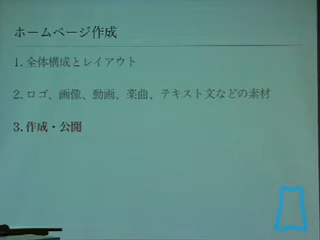 ホームページ作成
1. 全体構成とレイアウト
2. ロゴ、画像、動画、楽曲、テキスト文などの素材
3. 作成・公開